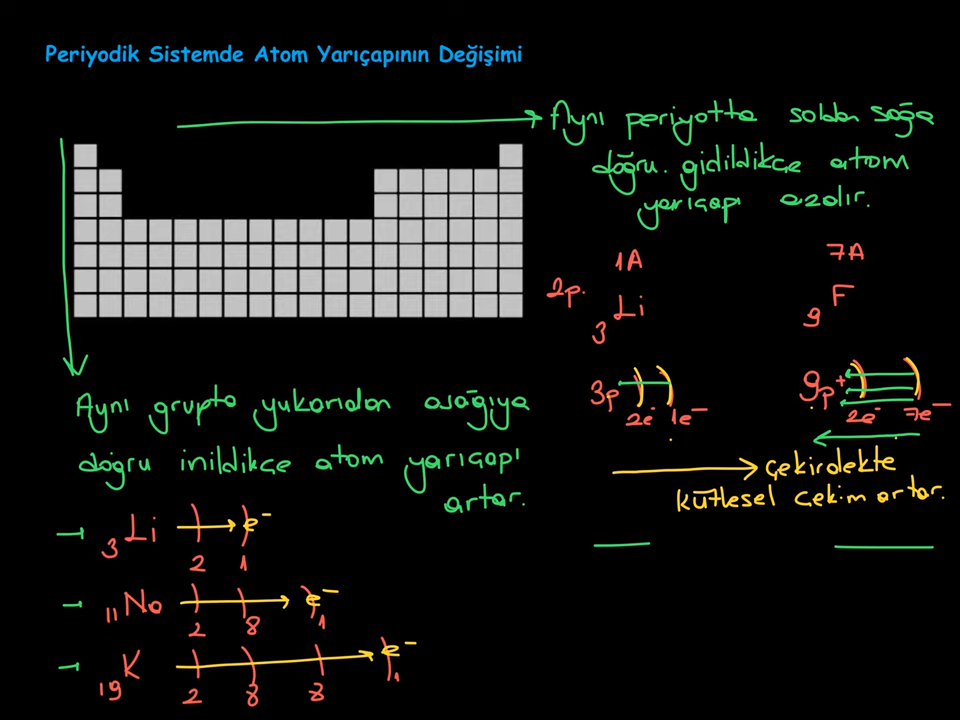 Periyodik Sistemde Atom Yarıçapının Değişimi
Aynı periyotta soldan sağa
doğru. gidildikçe atom
yarıçapı azalır.
1A 7A
2p. 3Li 9F
3p 2e⁻ 1e⁻ 9p+ 2e⁻ 7e⁻
çekirdekte
kütlesel çekim artar.
Aynı grupta yukarıdan aşağıya
doğru inildikçe atom yarıçapı
artar.
3Li e⁻
2 1
11Na e⁻
2 8 1
19K e⁻
2 8 8 1